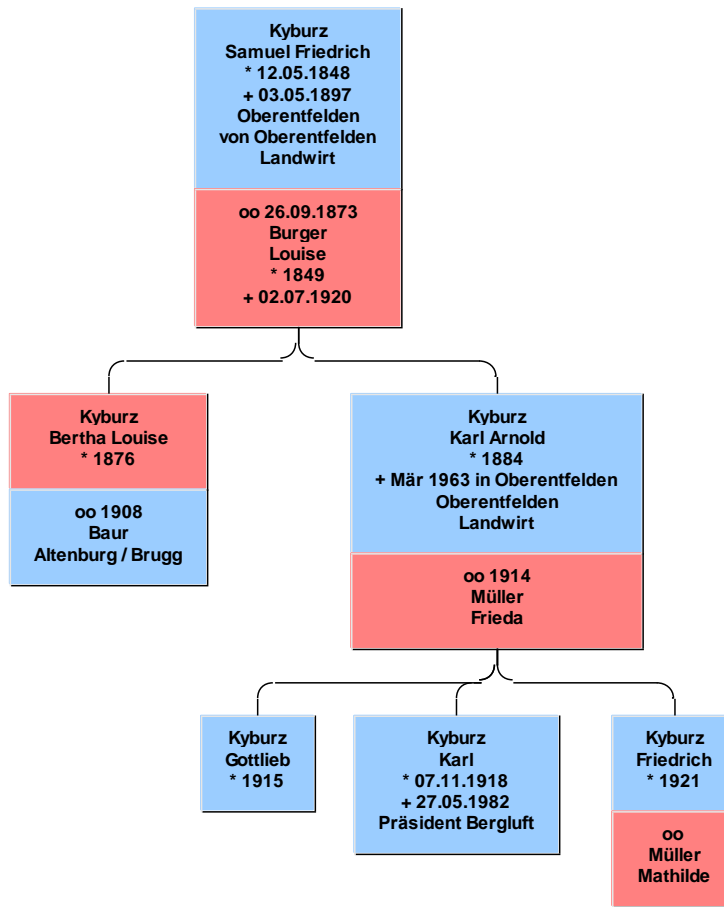 Kyburz
Samuel Friedrich
* 12.05.1848
+ 03.05.1897
Oberentfelden
von Oberentfelden
Landwirt
oo 26.09.1873
Burger
Louise
* 1849
+ 02.07.1920
Kyburz
Bertha Louise
* 1876
oo 1908
Baur
Altenburg / Brugg
Kyburz
Karl Arnold
* 1884
+ Mär 1963 in Oberentfelden
Oberentfelden
Landwirt
oo 1914
Müller
Frieda
Kyburz
Gottlieb
* 1915
Kyburz
Karl
* 07.11.1918
+ 27.05.1982
Präsident Bergluft
Kyburz
Friedrich
* 1921
oo
Müller
Mathilde